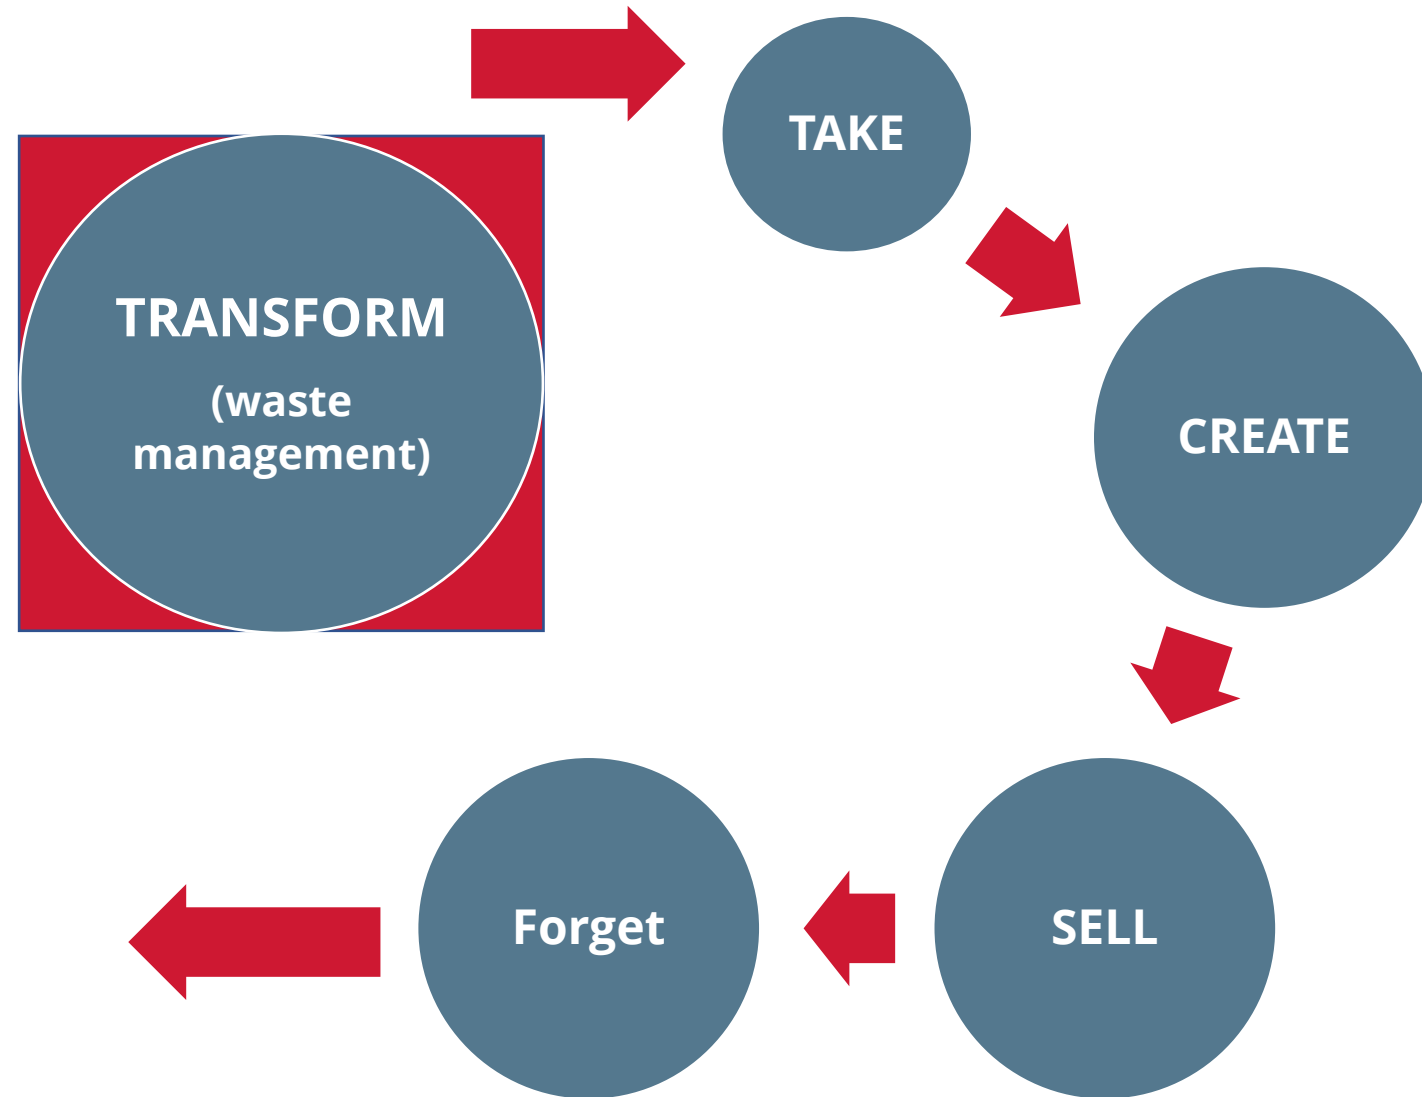 TAKE
TRANSFORM
(waste
management)
CREATE
Forget
SELL